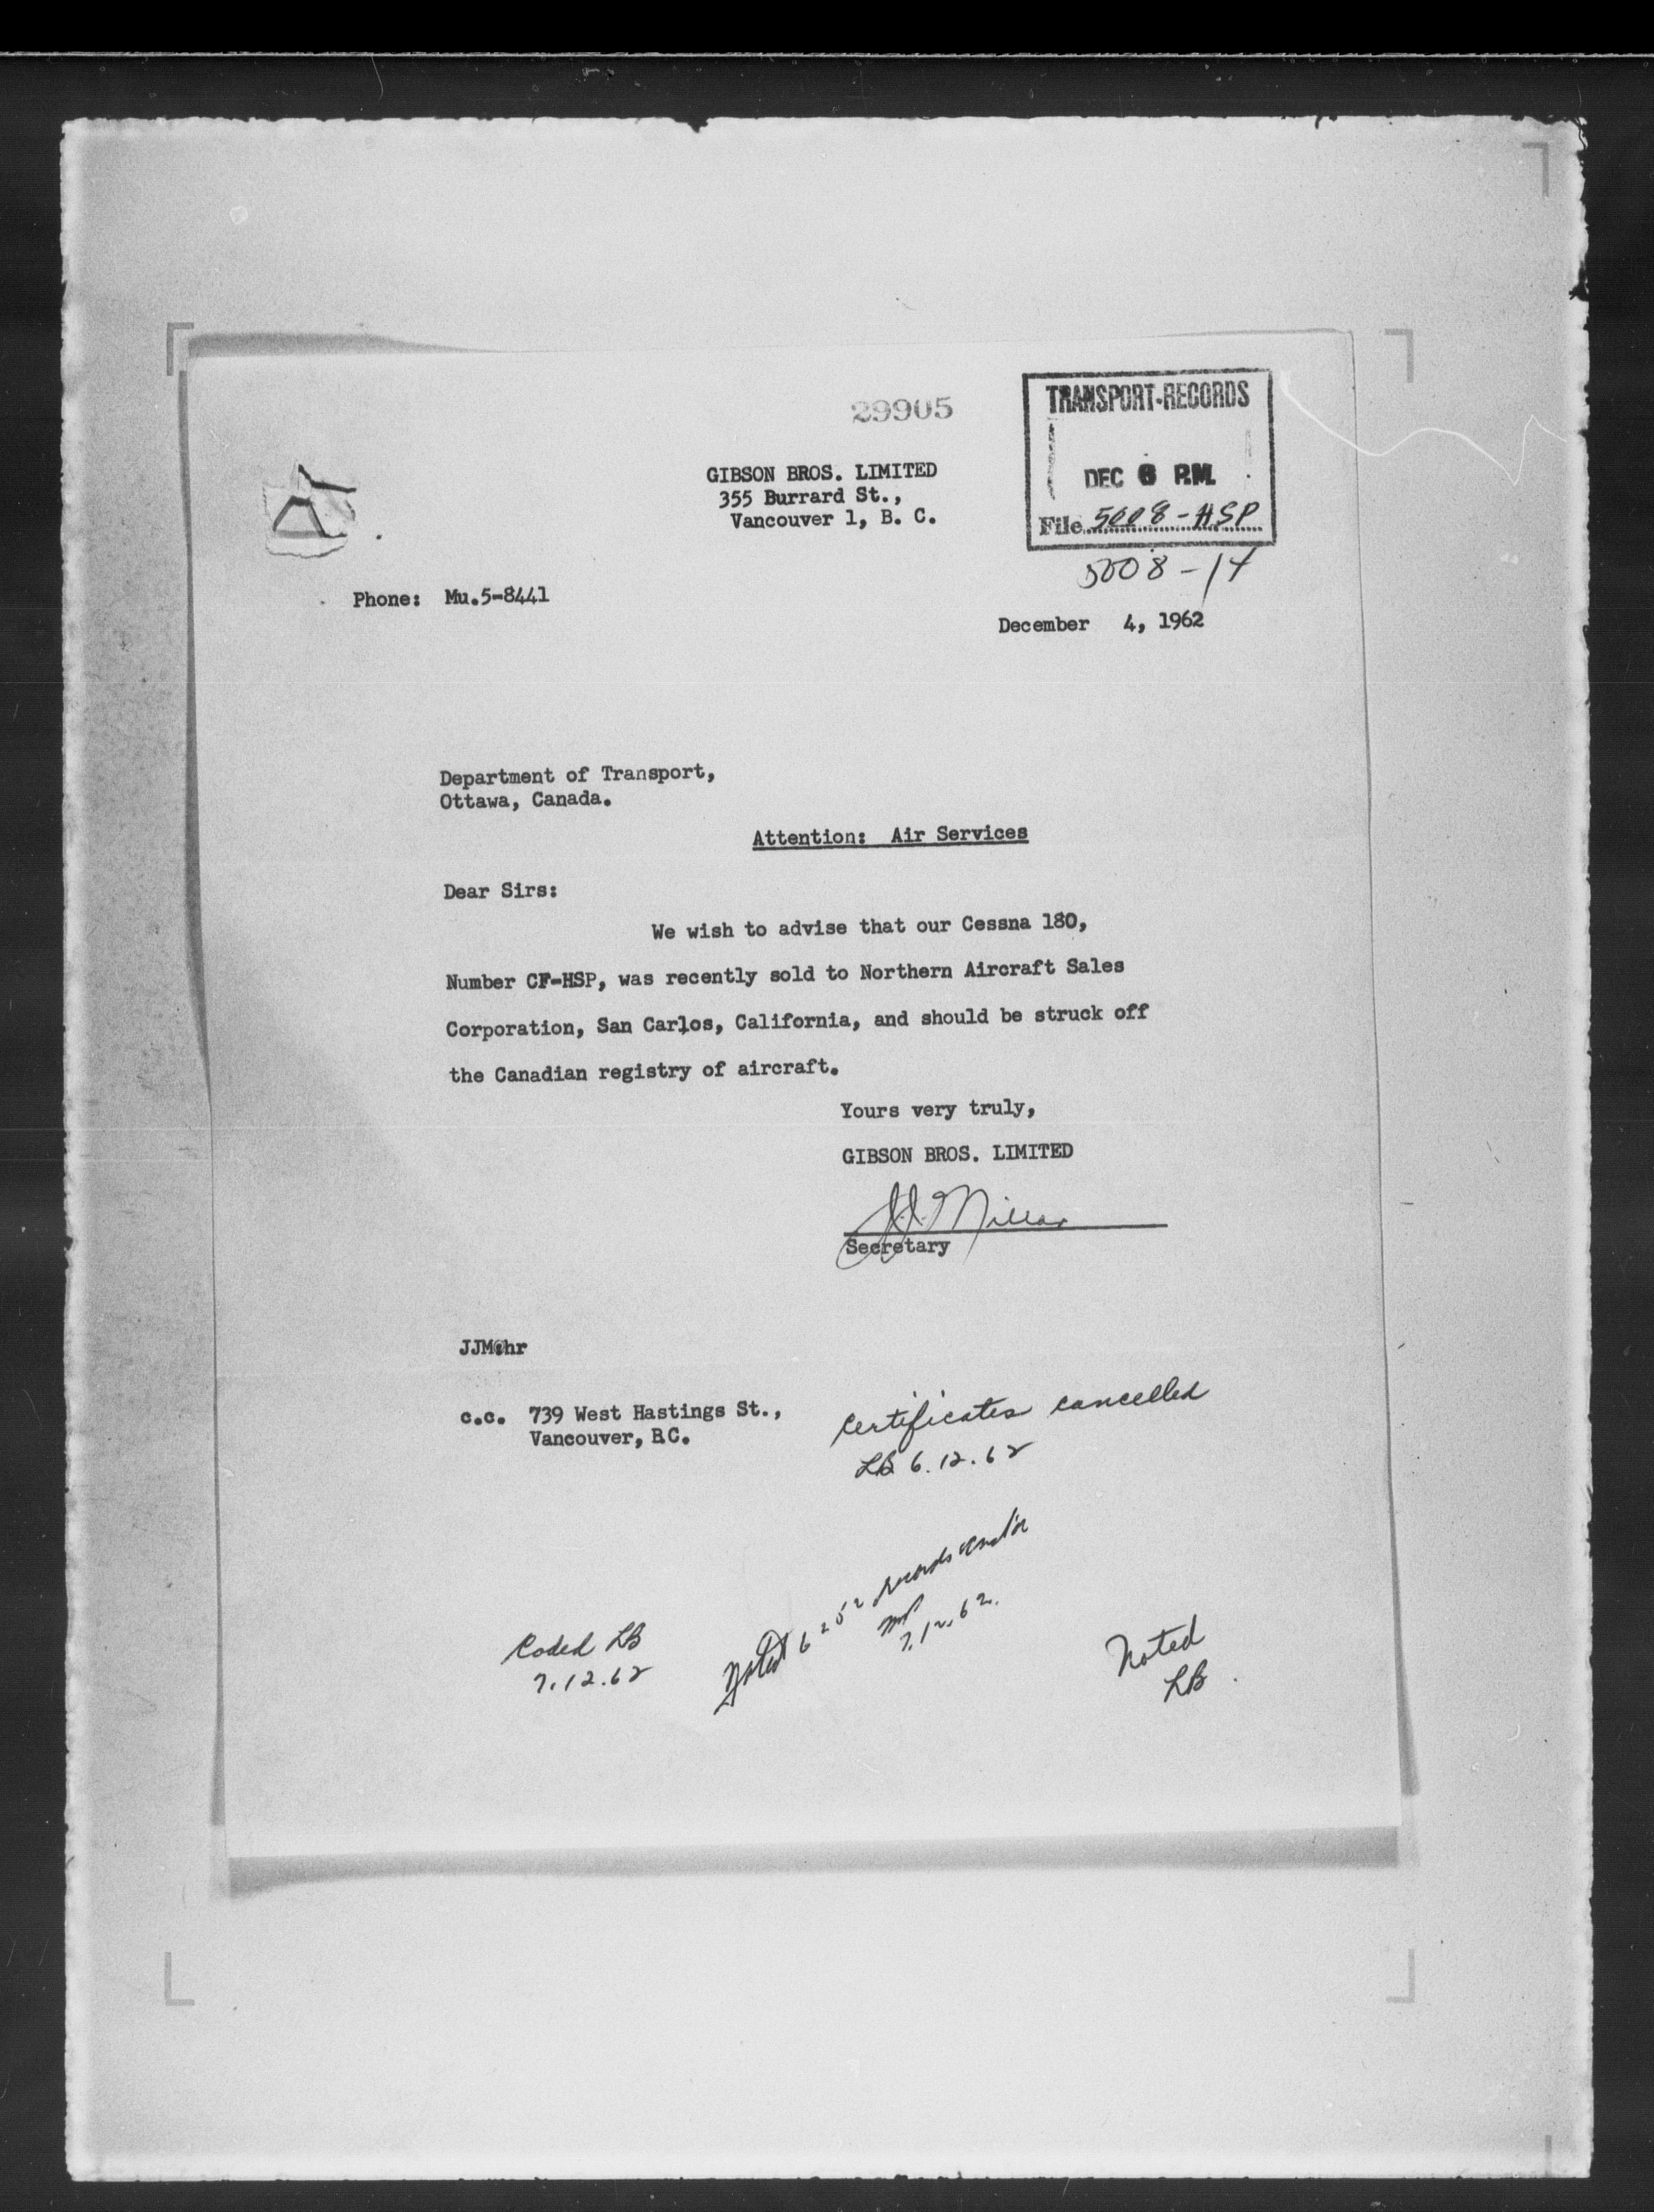 29905
TRANSPORT-RECORDS
DEC 6 P.M.
File 5008-HSP
5008-14
GIBSON BROS. LIMITED
355 Burrard St.,
Vancouver 1, B. C.
Phone: Mu.5-8441
December 4, 1962
Department of Transport,
Ottawa, Canada.
Attention: Air Services
Dear Sirs:
We wish to advise that our Cessna 180,
Number CF-HSP, was recently sold to Northern Aircraft Sales
Corporation, San Carlos, California, and should be struck off
the Canadian registry of aircraft.
Yours very truly,
GIBSON BROS. LIMITED
J.J. Millar
Secretary
JJM:hr
c.c. 739 West Hastings St.,
Vancouver, B.C.
Certificates cancelled
LB 6.12.62
Noted records
7.12.62.
Coded LB
7.12.62
Noted
LB.